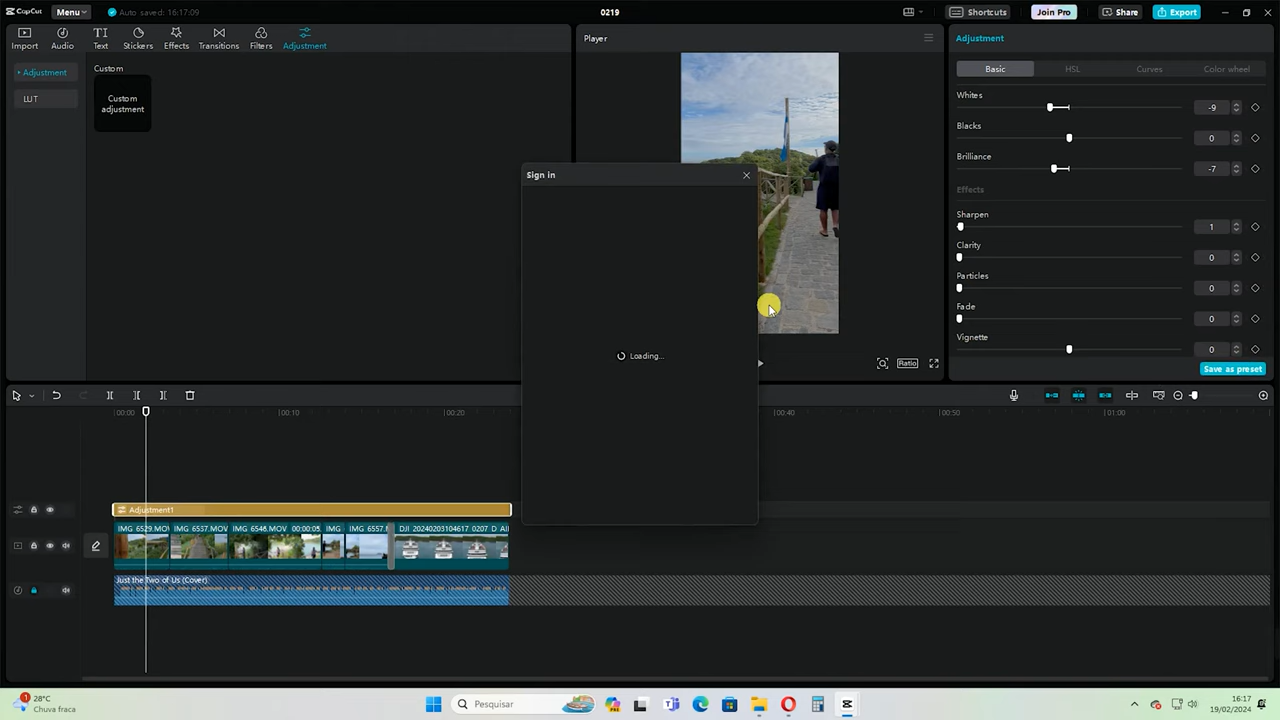 CapCut
Menu
Auto saved: 16:17:09
0219
Shortcuts
Join Pro
Share
Export
Import
Audio
Text
Stickers
Effects
Transitions
Filters
Adjustment
Adjustment
LUT
Custom
Custom adjustment
Player
Ratio
Sign in
Loading...
Adjustment
Basic
HSL
Curves
Color wheel
Whites
-9
Blacks
0
Brilliance
-7
Effects
Sharpen
1
Clarity
0
Particles
0
Fade
0
Vignette
0
Save as preset
00:00
00:10
00:20
00:40
00:50
01:00
Adjustment1
IMG_6529.MOV
IMG_6537.MOV
IMG_6546.MOV 00:00:05
IMG
IMG_6557.M
DJI_20240203104617_0207_D_AI
Just the Two of Us (Cover)
1
28°C
Chuva fraca
Pesquisar
16:17
19/02/2024